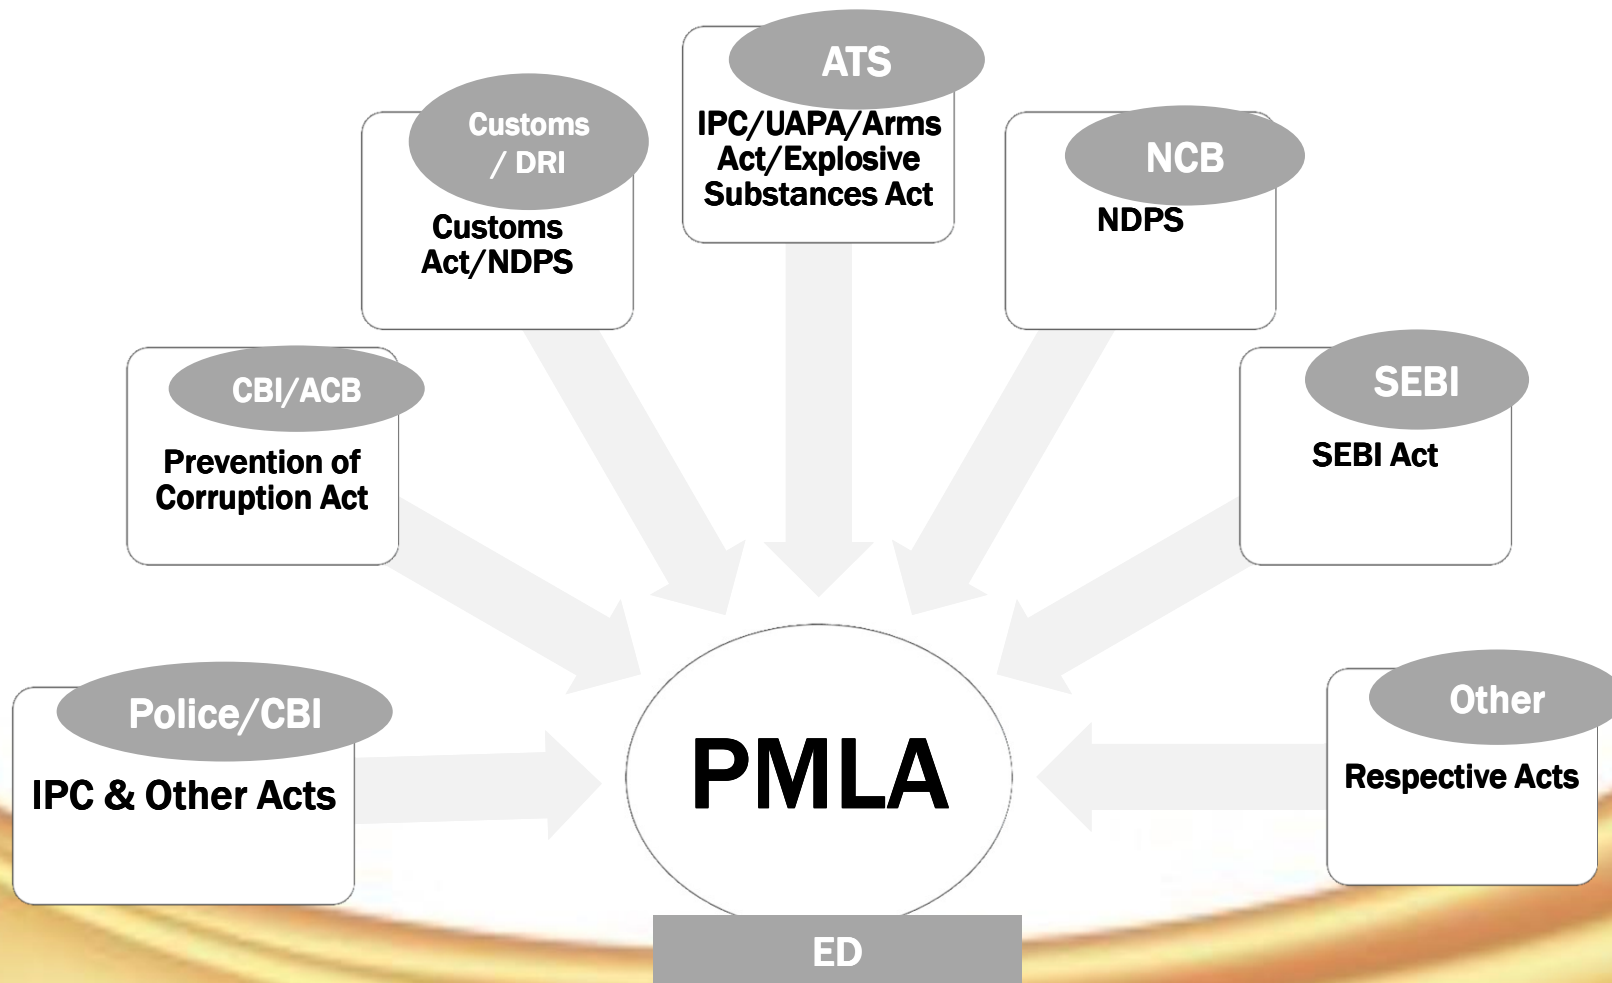 ATS
IPC/UAPA/Arms
Act/Explosive
Substances Act
Customs
/ DRI
Customs
Act/NDPS
NCB
NDPS
CBI/ACB
Prevention of
Corruption Act
SEBI
SEBI Act
Police/CBI
IPC & Other Acts
PMLA
Other
Respective Acts
ED